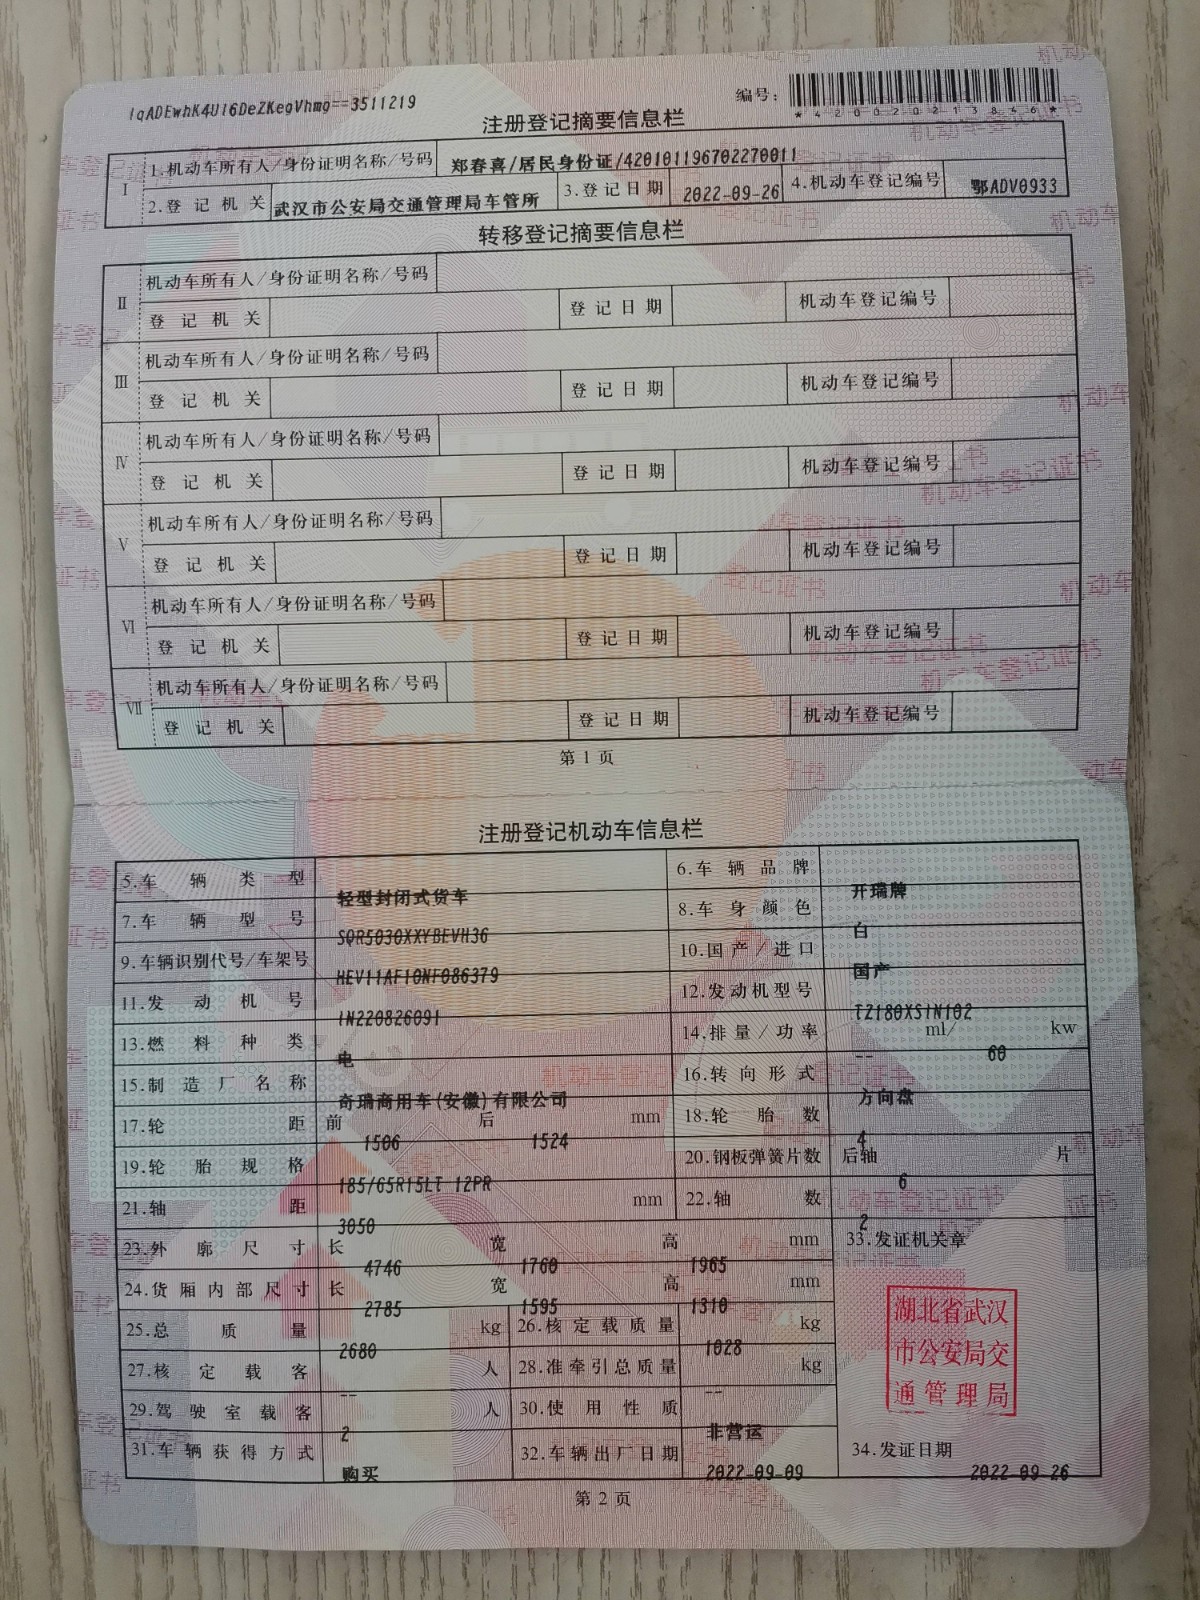 编号：
*420020213846*
注册登记摘要信息栏
I 1.机动车所有人/身份证明名称/号码 郑春喜/居民身份证/420101196702270011
2.登记机关 武汉市公安局交通管理局车管所 3.登记日期 2022-09-26 4.机动车登记编号 鄂ADV0933
转移登记摘要信息栏
II 机动车所有人/身份证明名称/号码
登记机关 登记日期 机动车登记编号
III 机动车所有人/身份证明名称/号码
登记机关 登记日期 机动车登记编号
IV 机动车所有人/身份证明名称/号码
登记机关 登记日期 机动车登记编号
V 机动车所有人/身份证明名称/号码
登记机关 登记日期 机动车登记编号
VI 机动车所有人/身份证明名称/号码
登记机关 登记日期 机动车登记编号
VII 机动车所有人/身份证明名称/号码
登记机关 登记日期 机动车登记编号
第1页
注册登记机动车信息栏
5.车辆类型 轻型封闭式货车 6.车辆品牌 开瑞牌
7.车辆型号 SQR5030XXYBEVH36 8.车身颜色 白
9.车辆识别代号/车架号 10.国产/进口 国产
11.发动机号 1N220826091 12.发动机型号 TZ180XS1N102
13.燃料种类 电 14.排量/功率 -- ml/ 60 kw
15.制造厂名称 奇瑞商用车(安徽)有限公司 16.转向形式 方向盘
17.轮距 前 1506 后 1524 mm 18.轮胎数 4
19.轮胎规格 185/65R15LT 12PR 20.钢板弹簧片数 后轴 6 片
21.轴距 3050 mm 22.轴数 2
23.外廓尺寸 长 4746 宽 1760 高 1965 mm 33.发证机关章
24.货厢内部尺寸 长 2785 宽 1595 高 1310 mm
25.总质量 2680 kg 26.核定载质量 1028 kg
27.核定载客 -- 人 28.准牵引总质量 -- kg
29.驾驶室载客 2 人 30.使用性质 非营运
31.车辆获得方式 购买 32.车辆出厂日期 2022-09-09 34.发证日期 2022-09-26
湖北省武汉
市公安局交
通管理局
第2页